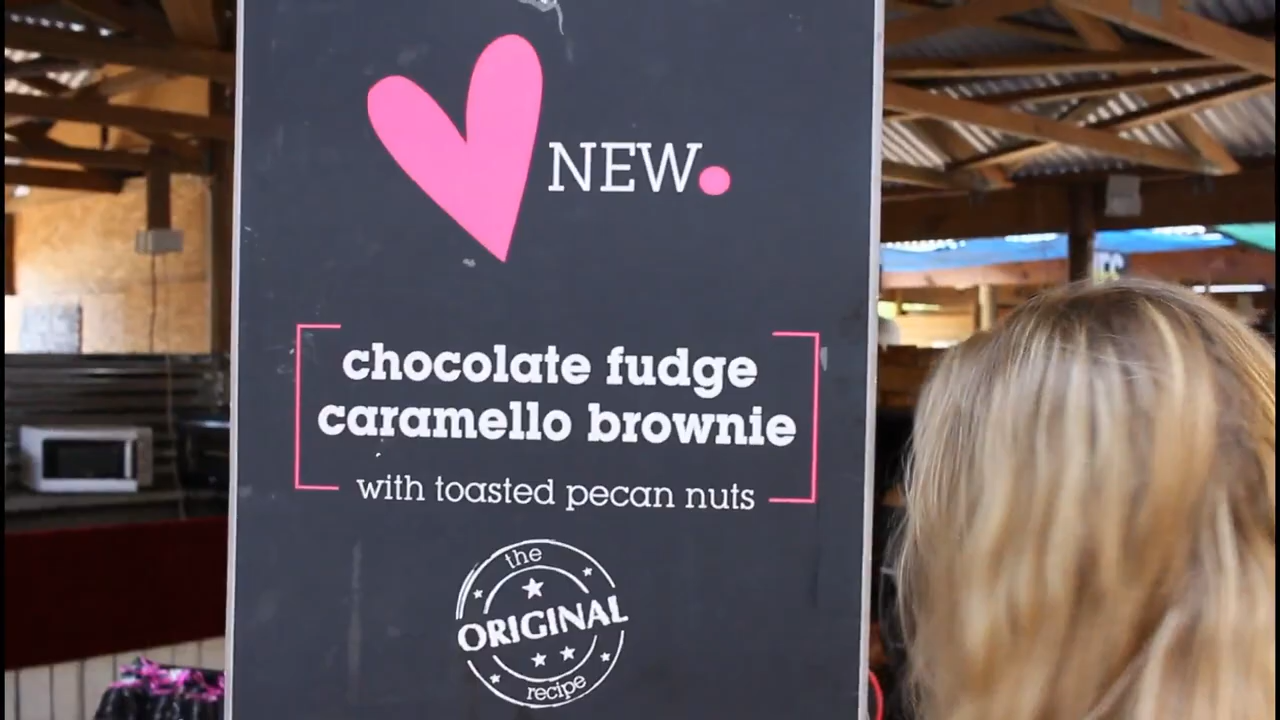 NEW.
chocolate fudge
caramello brownie
with toasted pecan nuts
the
ORIGINAL
recipe